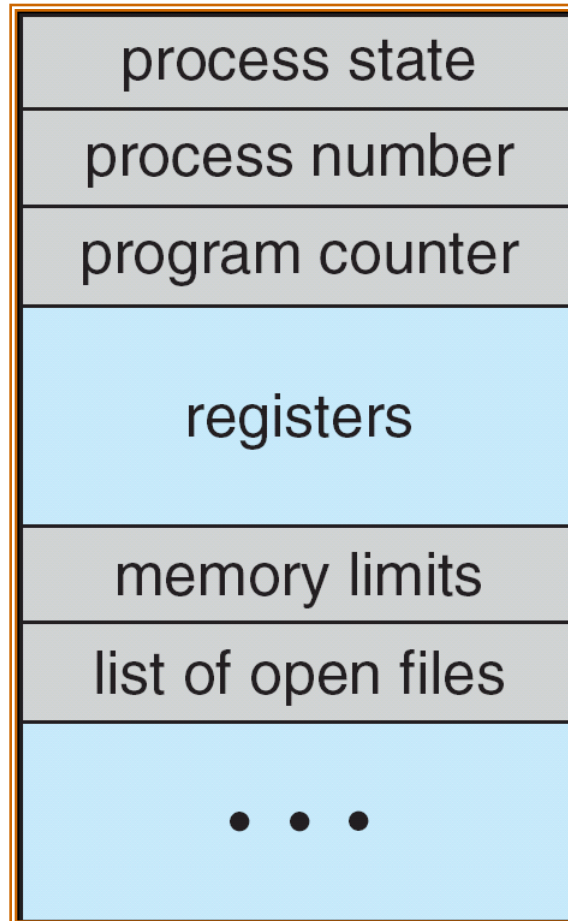 process state
process number
program counter
registers
memory limits
list of open files
• • •